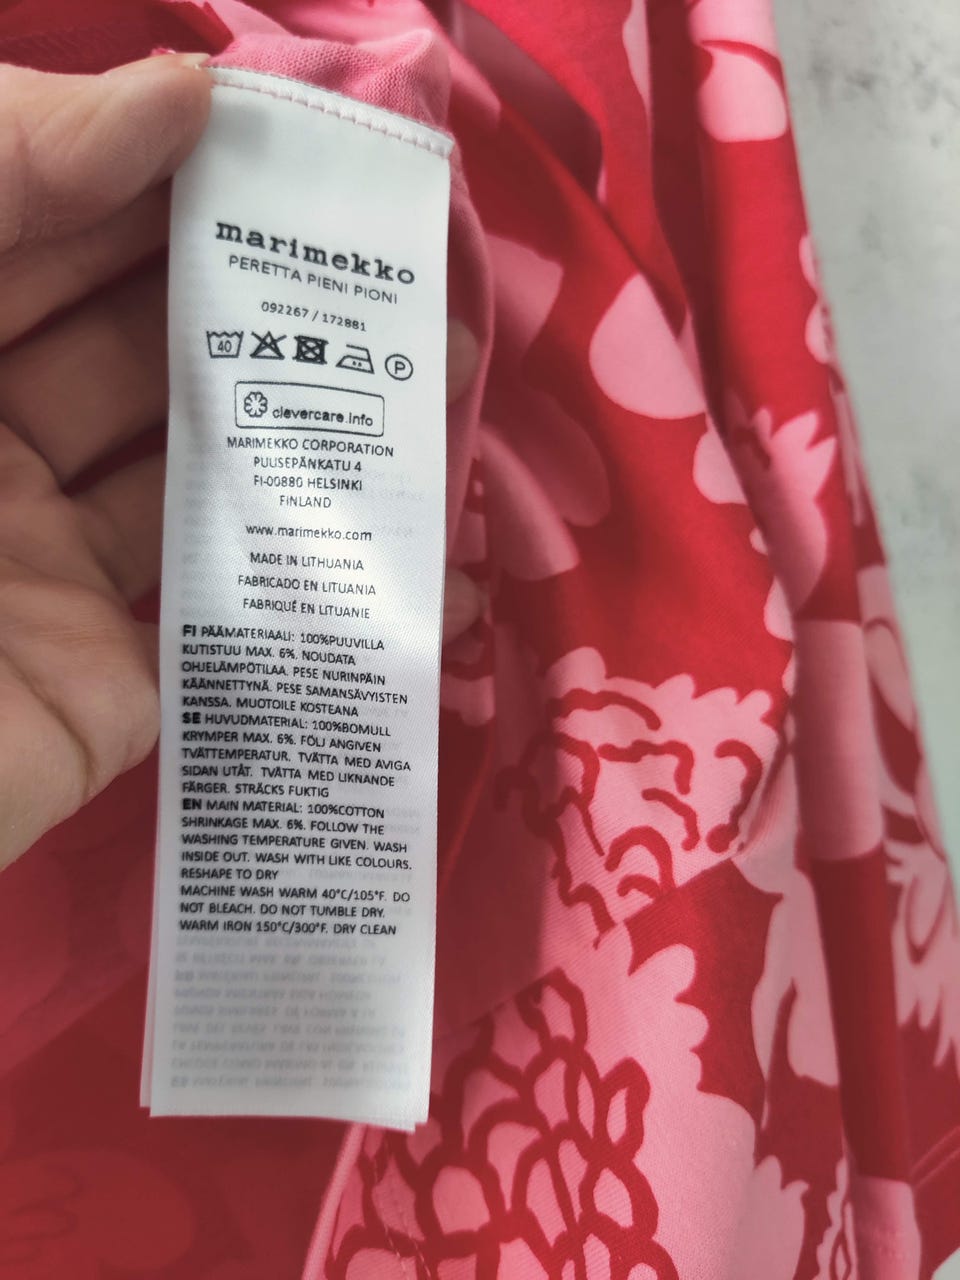 marimekko
PERETTA PIENI PIONI
092267 / 172881
40
P
clevercare.info
MARIMEKKO CORPORATION
PUUSEPÄNKATU 4
FI-00880 HELSINKI
FINLAND
www.marimekko.com
MADE IN LITHUANIA
FABRICADO EN LITUANIA
FABRIQUÉ EN LITUANIE
FI PÄÄMATERIAALI: 100%PUUVILLA
KUTISTUU MAX. 6%. NOUDATA
OHJELÄMPÖTILAA. PESE NURINPÄIN
KÄÄNNETTYNÄ. PESE SAMANSÄVYISTEN
KANSSA. MUOTOILE KOSTEANA
SE HUVUDMATERIAL: 100%BOMULL
KRYMPER MAX. 6%. FÖLJ ANGIVEN
TVÄTTEMPERATUR. TVÄTTA MED AVIGA
SIDAN UTÅT. TVÄTTA MED LIKNANDE
FÄRGER. STRÄCKS FUKTIG
EN MAIN MATERIAL: 100%COTTON
SHRINKAGE MAX. 6%. FOLLOW THE
WASHING TEMPERATURE GIVEN. WASH
INSIDE OUT. WASH WITH LIKE COLOURS.
RESHAPE TO DRY
MACHINE WASH WARM 40°C/105°F. DO
NOT BLEACH. DO NOT TUMBLE DRY.
WARM IRON 150°C/300°F. DRY CLEAN